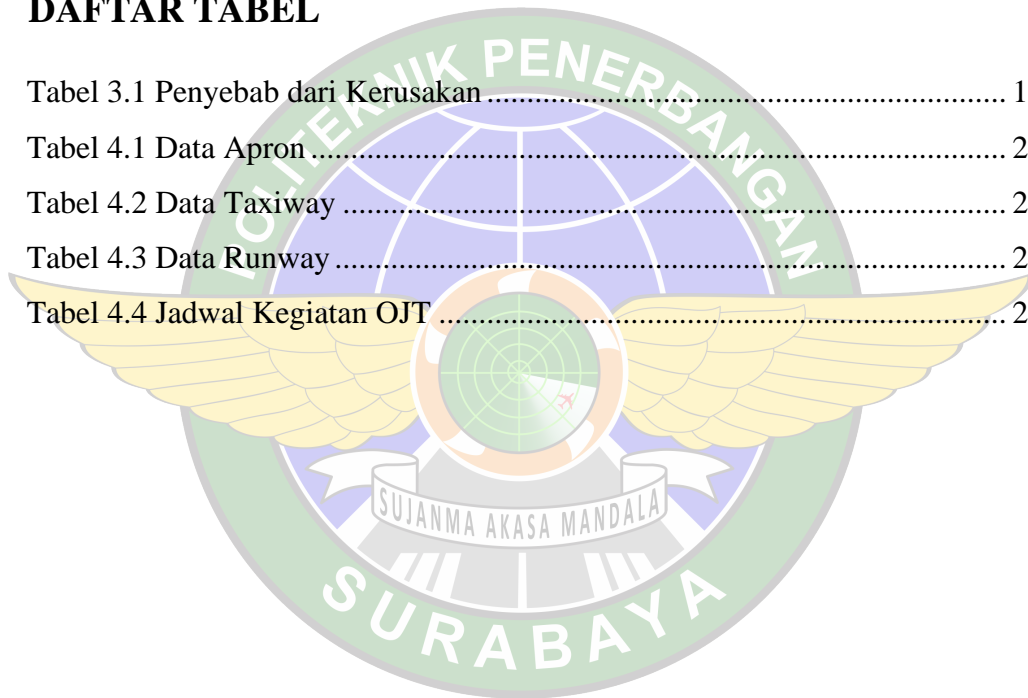 DAFTAR TABEL
Tabel 3.1 Penyebab dari Kerusakan ................................................................. 1
Tabel 4.1 Data Apron ........................................................................................ 2
Tabel 4.2 Data Taxiway .................................................................................... 2
Tabel 4.3 Data Runway ..................................................................................... 2
Tabel 4.4 Jadwal Kegiatan OJT ....................................................................... 2
POLITEKNIK PENERBANGAN
SUJANMA AKASA MANDALA
SURABAYA